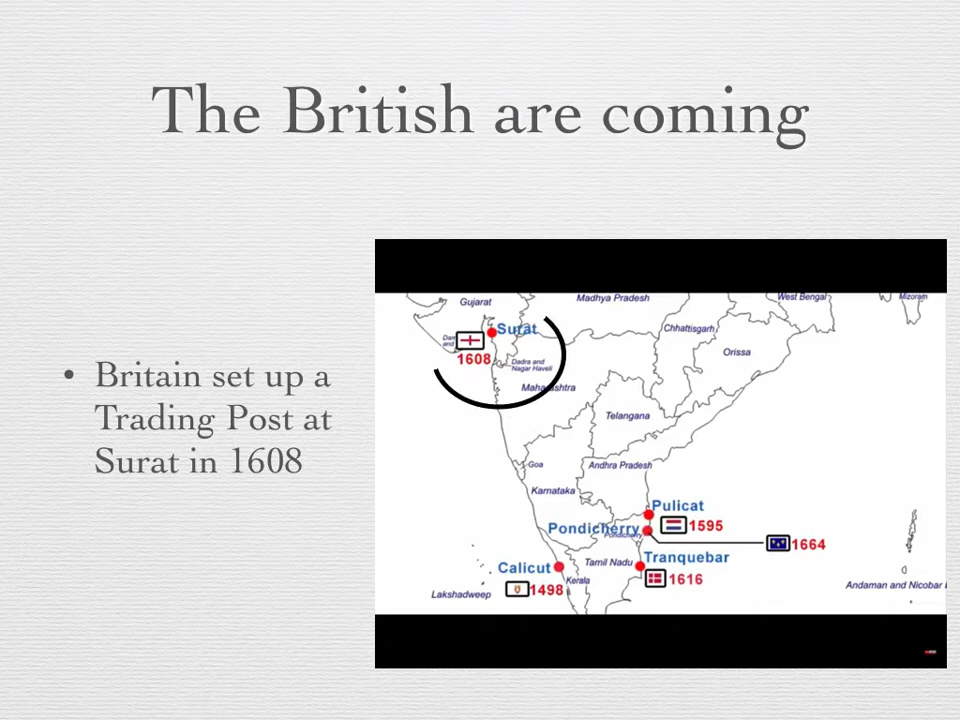 The British are coming
• Britain set up a
Trading Post at
Surat in 1608
Gujarat
Madhya Pradesh
West Bengal
Mizoram
Surat
1608
Dadra and
Nagar Haveli
Maharashtra
Chhattisgarh
Orissa
Telangana
Goa
Andhra Pradesh
Karnataka
Pulicat
1595
Pondicherry
Pondicherry
1664
Calicut
1498
Kerala
Tamil Nadu
Tranquebar
1616
Lakshadweep
Andaman and Nicobar